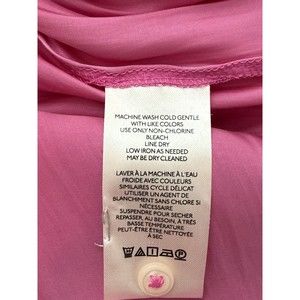 MACHINE WASH COLD GENTLE
WITH LIKE COLORS
USE ONLY NON-CHLORINE
BLEACH
LINE DRY
LOW IRON AS NEEDED
MAY BE DRY CLEANED
LAVER À LA MACHINE À L'EAU
FROIDE AVEC COULEURS
SIMILAIRES CYCLE DÉLICAT
UTILISER UN AGENT DE
BLANCHIMENT SANS CHLORE SI
NÉCESSAIRE
SUSPENDRE POUR SÉCHER
REPASSER, AU BESOIN, À TRÈS
BASSE TEMPÉRATURE
PEUT-ÊTRE ÊTRE NETTOYÉE
À SEC